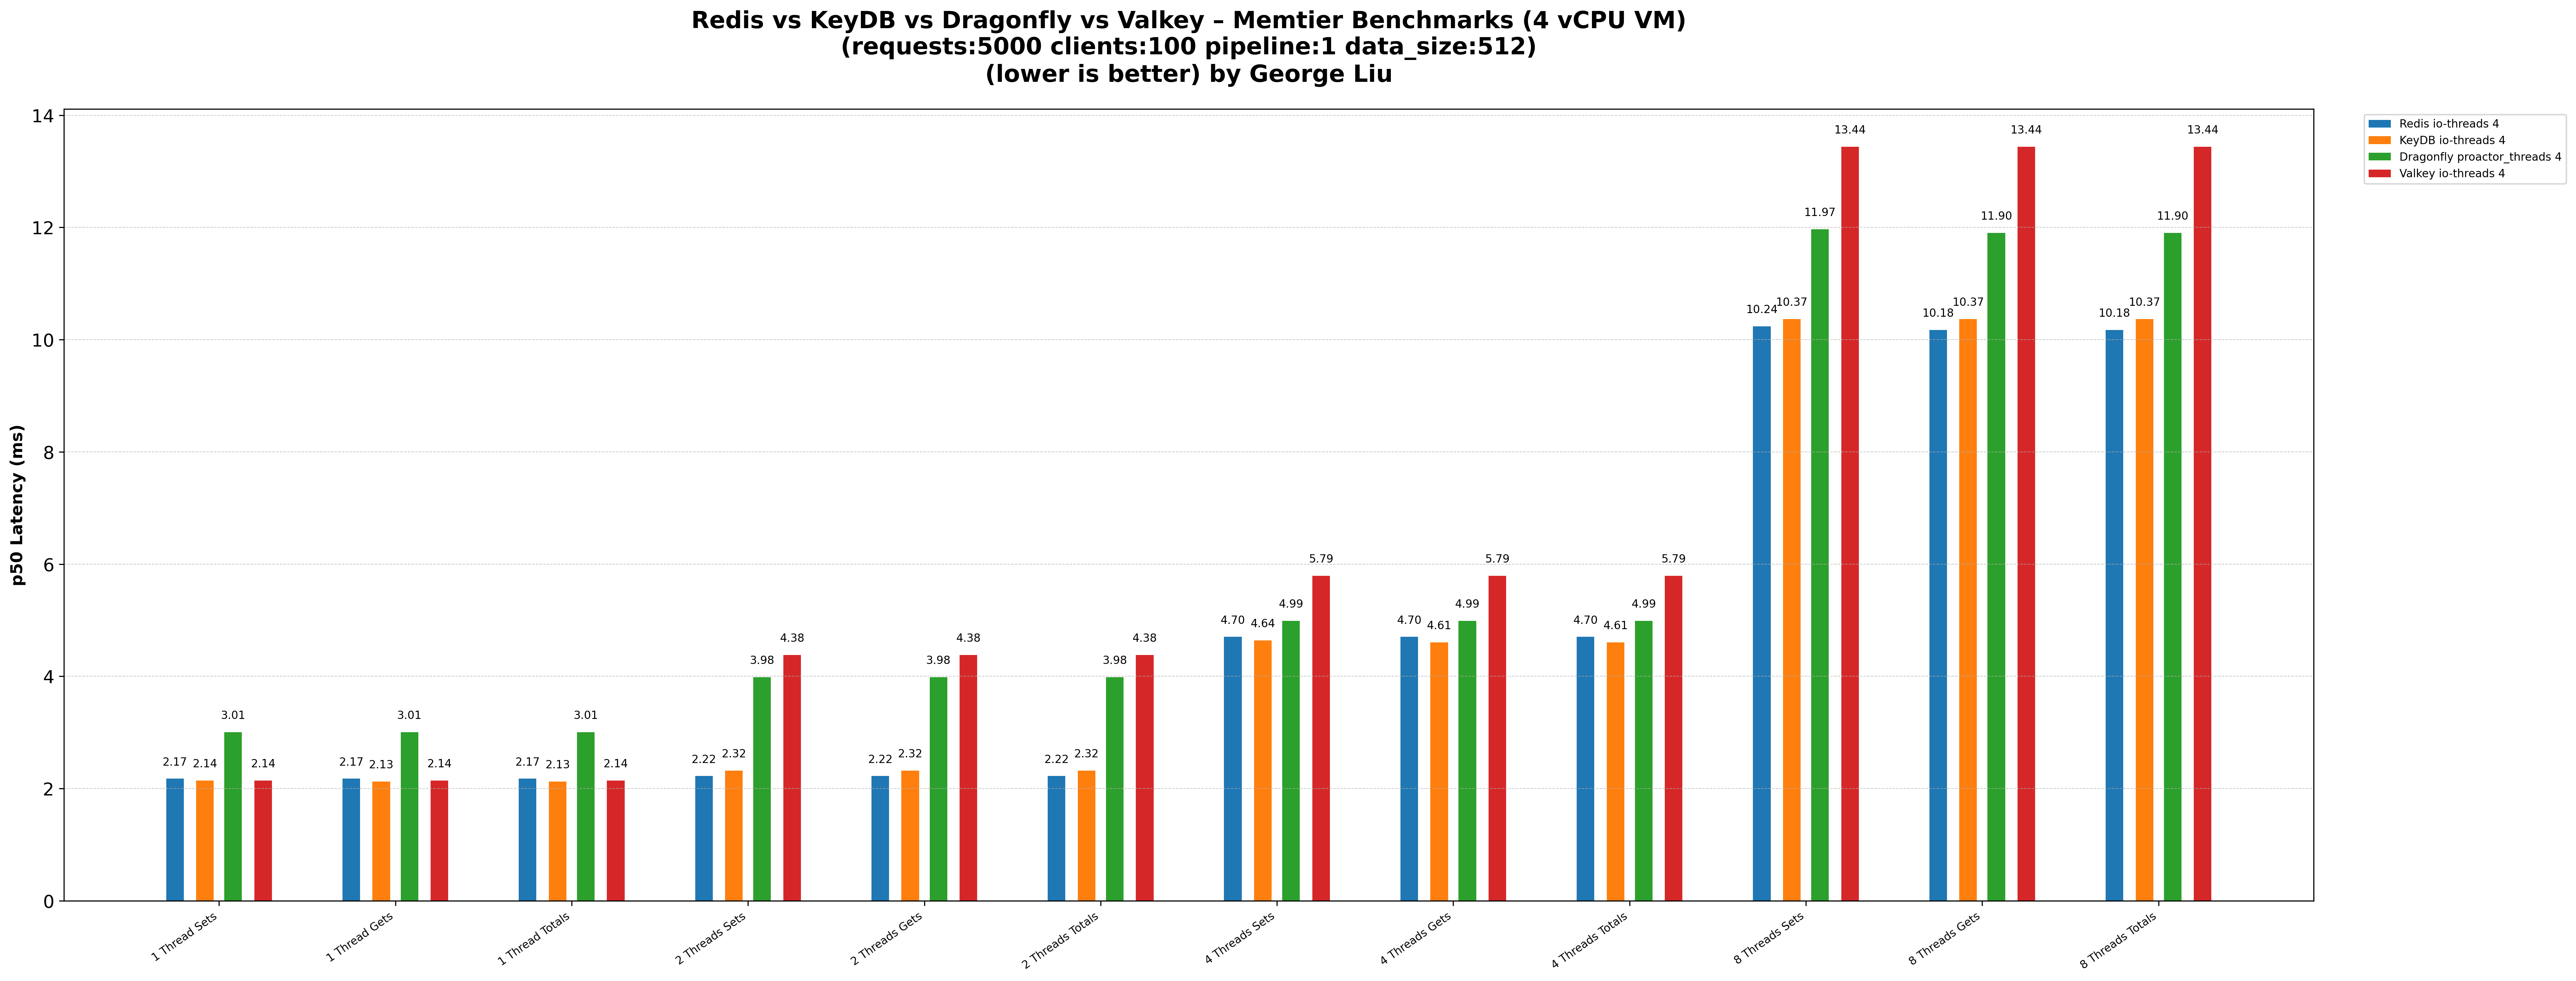 Redis vs KeyDB vs Dragonfly vs Valkey – Memtier Benchmarks (4 vCPU VM)
(requests:5000 clients:100 pipeline:1 data_size:512)
(lower is better) by George Liu
Redis io-threads 4
KeyDB io-threads 4
Dragonfly proactor_threads 4
Valkey io-threads 4
p50 Latency (ms)
14
12
10
8
6
4
2
0
2.17 2.14 3.01 2.14
2.17 2.13 3.01 2.14
2.17 2.13 3.01 2.14
2.22 2.32 3.98 4.38
2.22 2.32 3.98 4.38
2.22 2.32 3.98 4.38
4.70 4.64 4.99 5.79
4.70 4.61 4.99 5.79
4.70 4.61 4.99 5.79
10.24 10.37 11.97 13.44
10.18 10.37 11.90 13.44
10.18 10.37 11.90 13.44
1 Thread Sets
1 Thread Gets
1 Thread Totals
2 Threads Sets
2 Threads Gets
2 Threads Totals
4 Threads Sets
4 Threads Gets
4 Threads Totals
8 Threads Sets
8 Threads Gets
8 Threads Totals